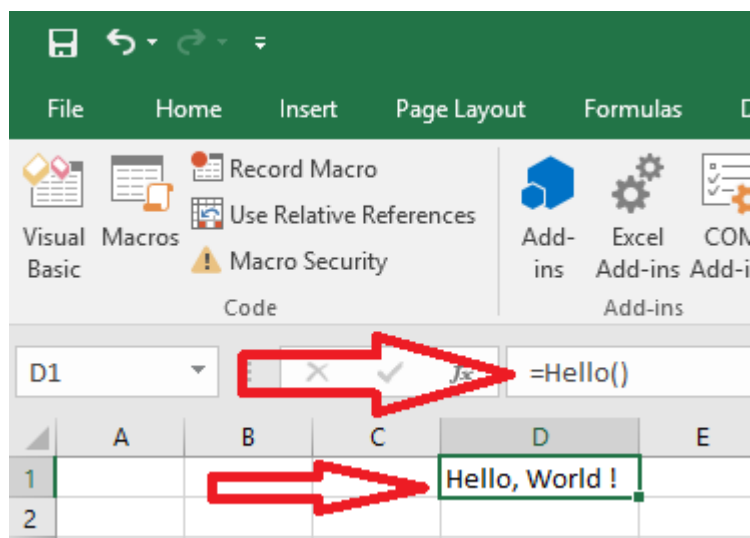 File Home Insert Page Layout Formulas
Record Macro
Use Relative References
Macro Security
Visual Basic
Macros
Add-ins
Excel Add-ins
COM
Code
Add-ins
D1
fx
=Hello()
A B C D E
1 Hello, World !
2